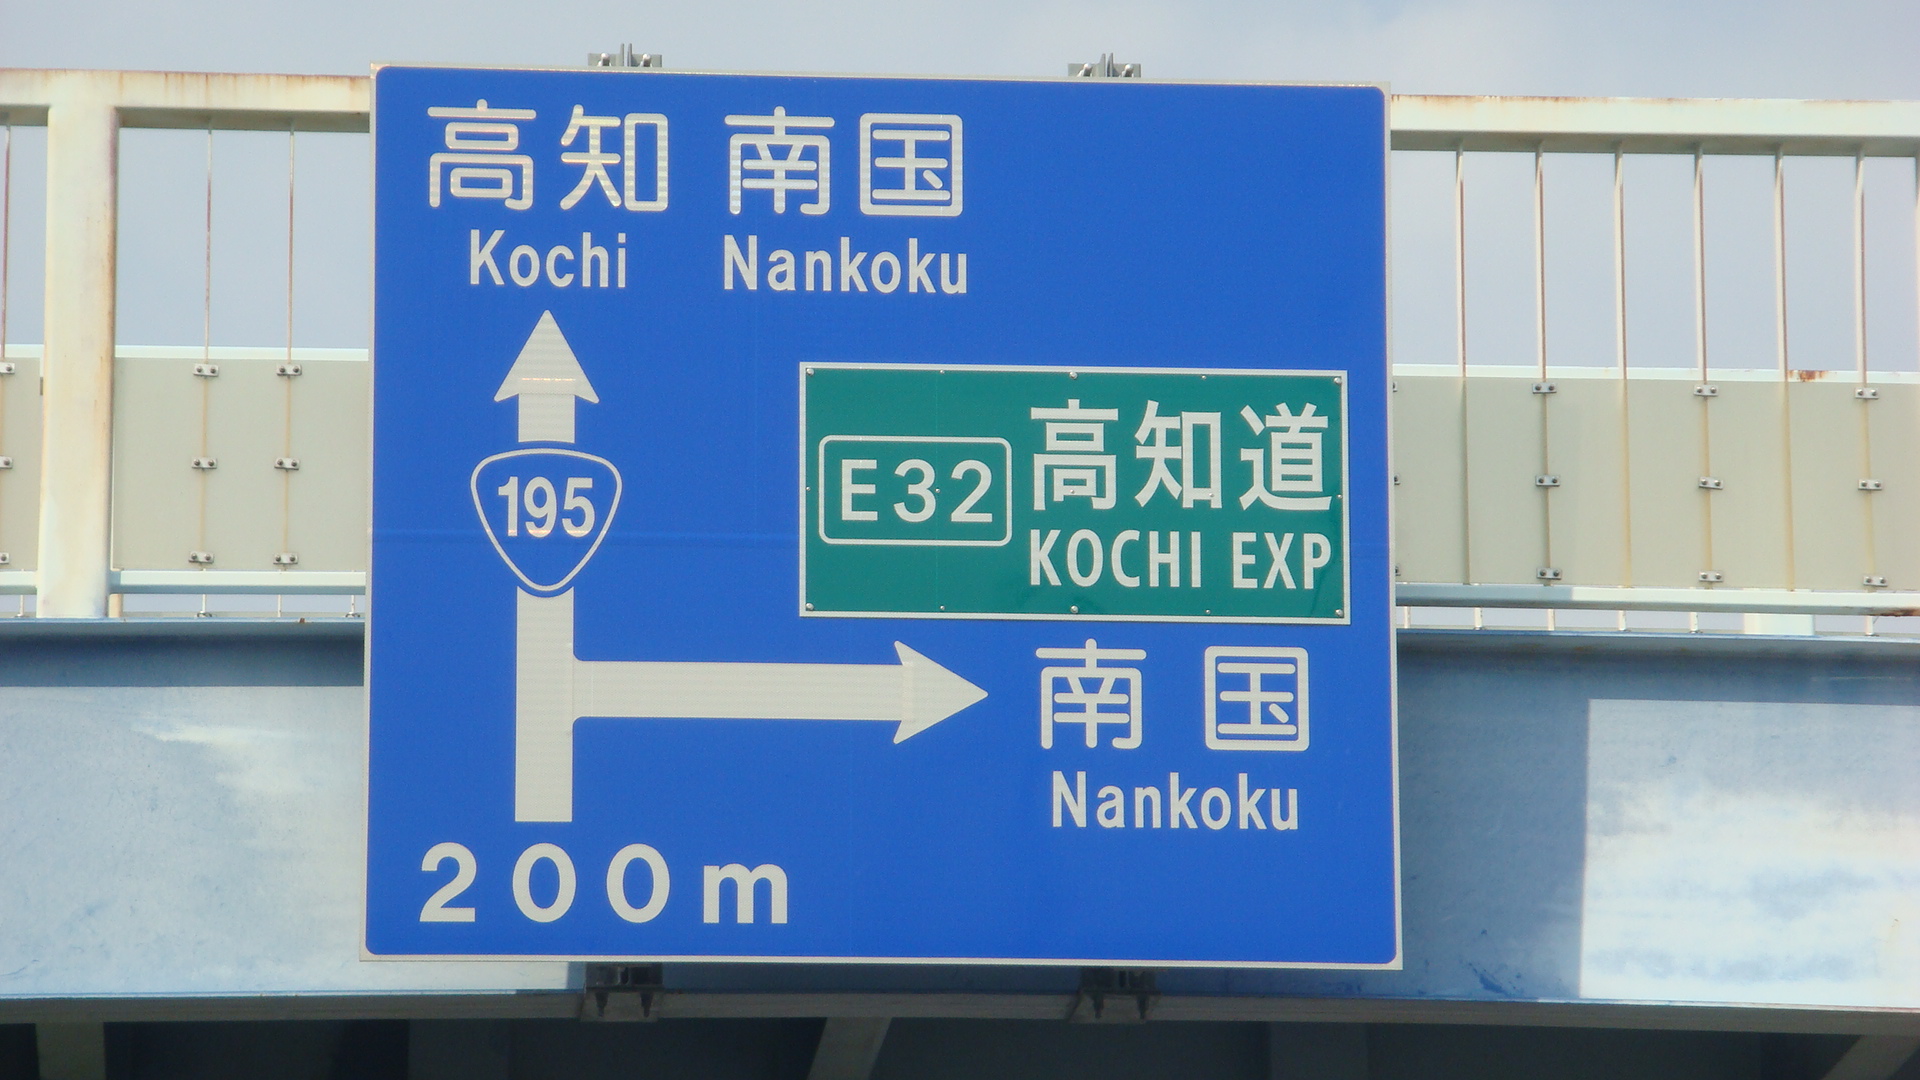 高知 南国
Kochi Nankoku
195
E32 高知道
KOCHI EXP
南国
Nankoku
200m